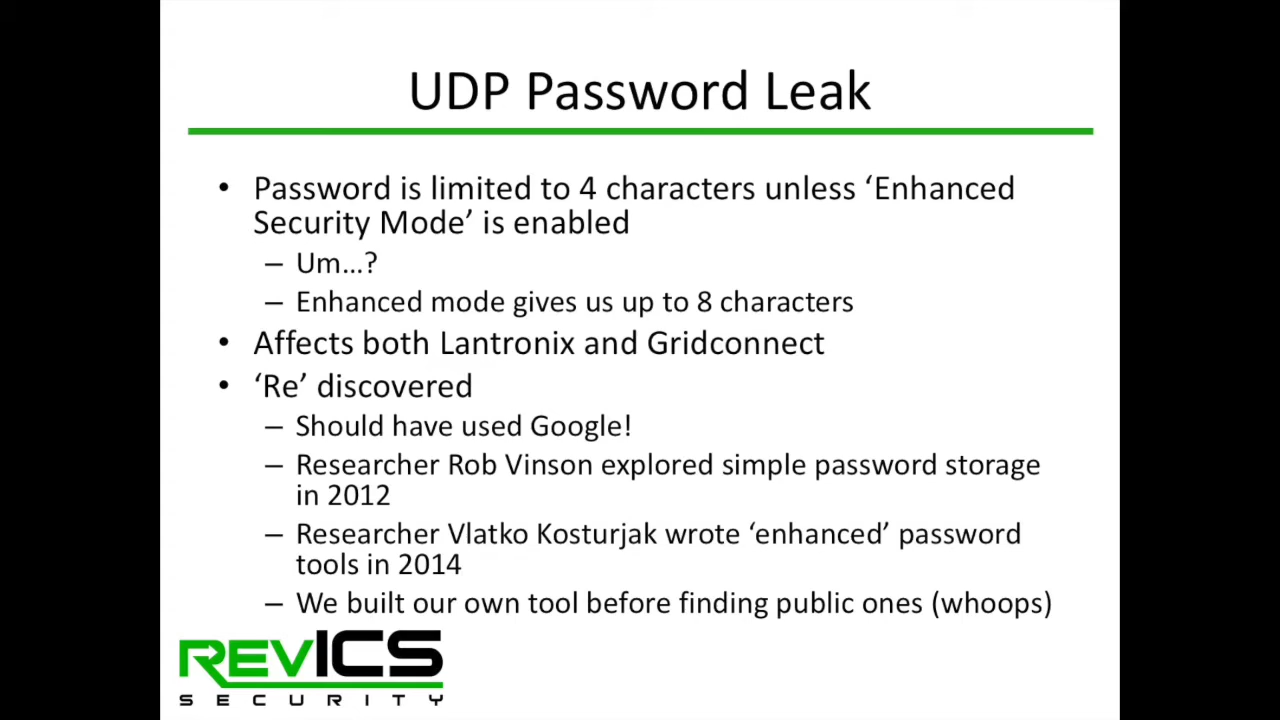 UDP Password Leak
• Password is limited to 4 characters unless ‘Enhanced
Security Mode’ is enabled
– Um…?
– Enhanced mode gives us up to 8 characters
• Affects both Lantronix and Gridconnect
• ‘Re’ discovered
– Should have used Google!
– Researcher Rob Vinson explored simple password storage
in 2012
– Researcher Vlatko Kosturjak wrote ‘enhanced’ password
tools in 2014
– We built our own tool before finding public ones (whoops)
REVICS
SECURITY